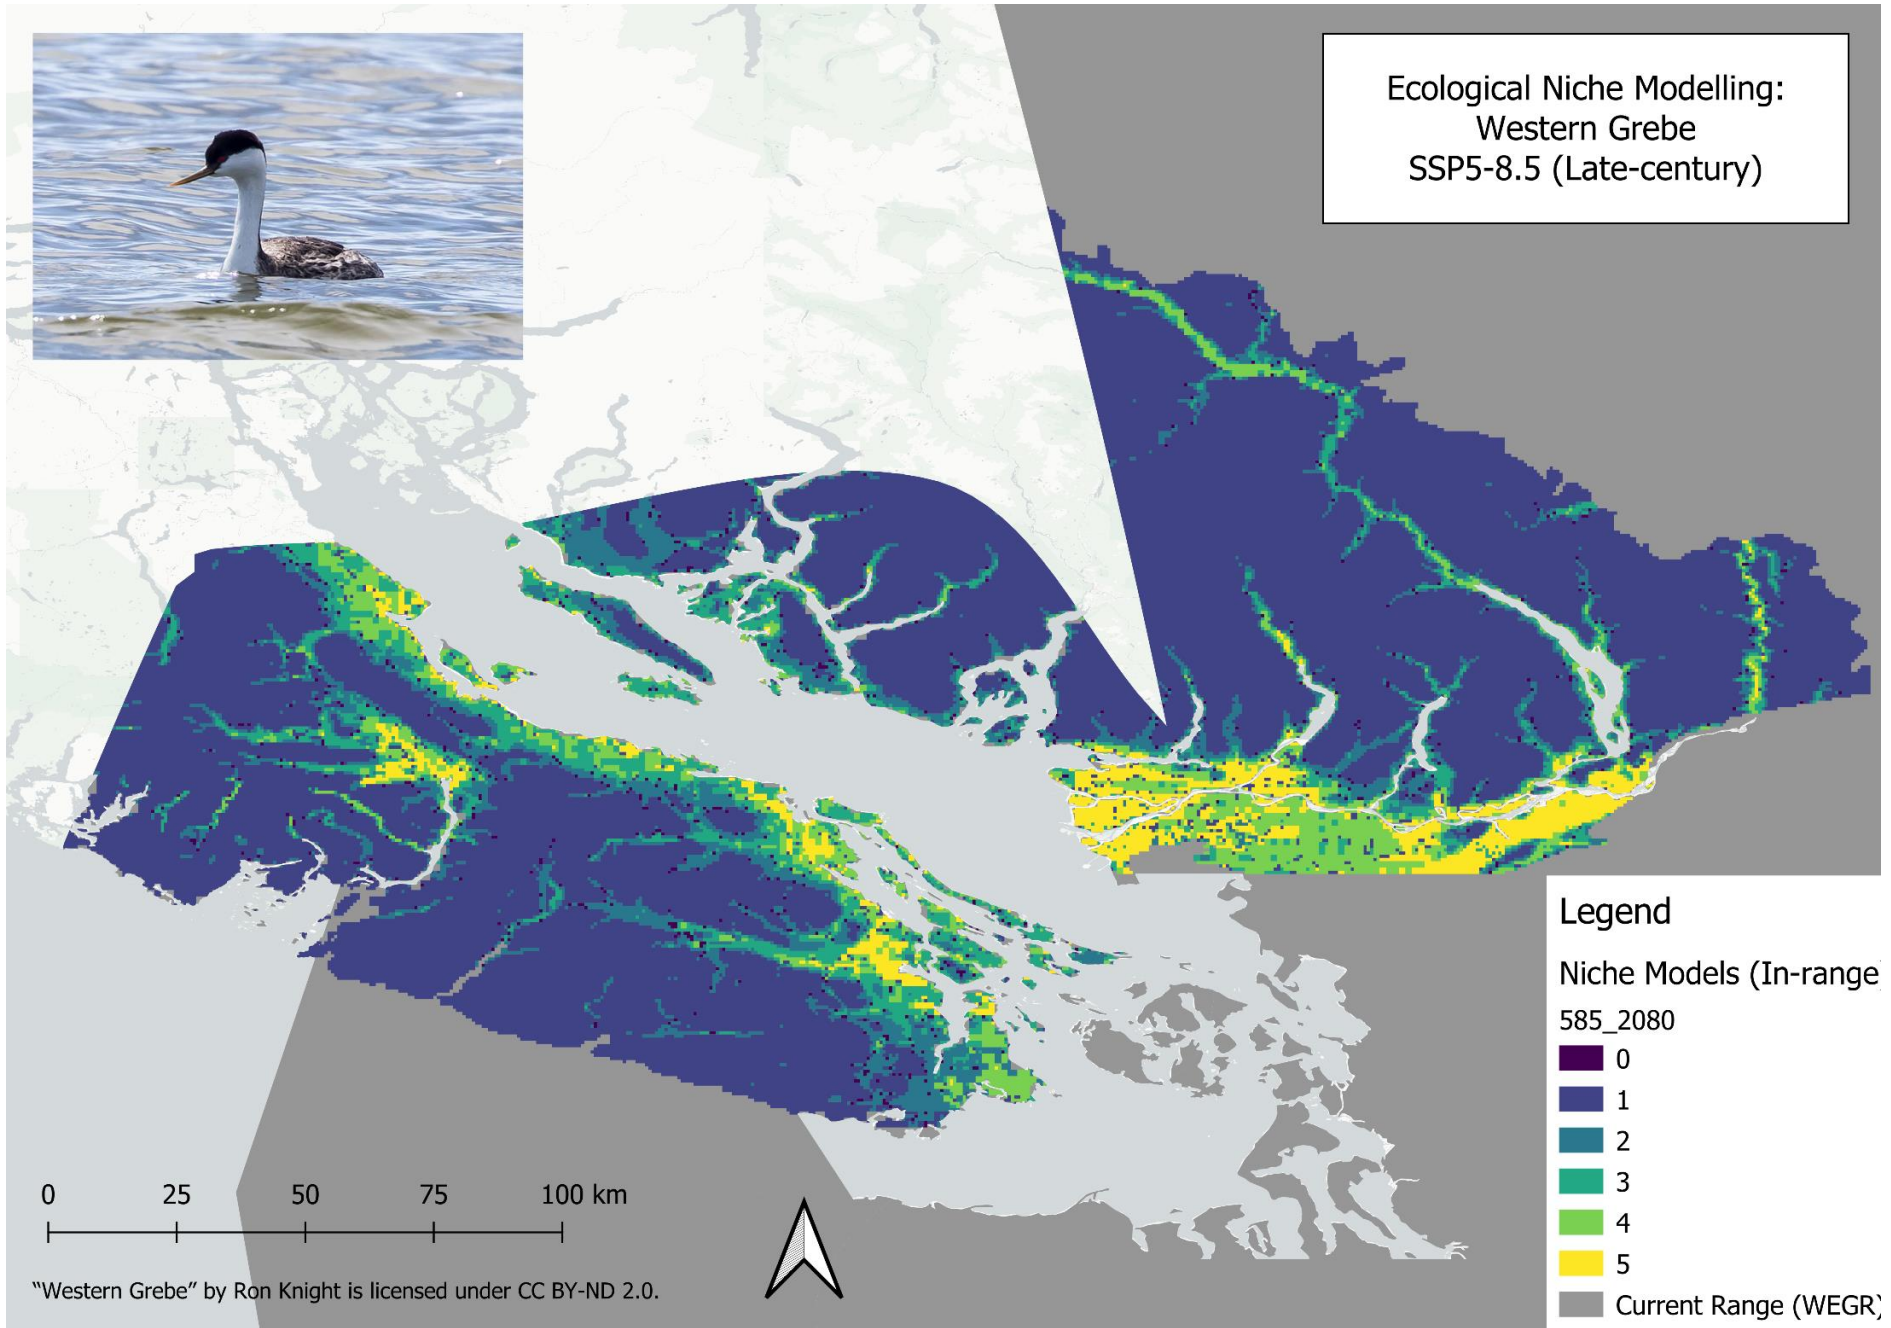 Ecological Niche Modelling:
Western Grebe
SSP5-8.5 (Late-century)
Legend
Niche Models (In-range)
585_2080
0
1
2
3
4
5
Current Range (WEGR)
0 25 50 75 100 km
“Western Grebe” by Ron Knight is licensed under CC BY-ND 2.0.